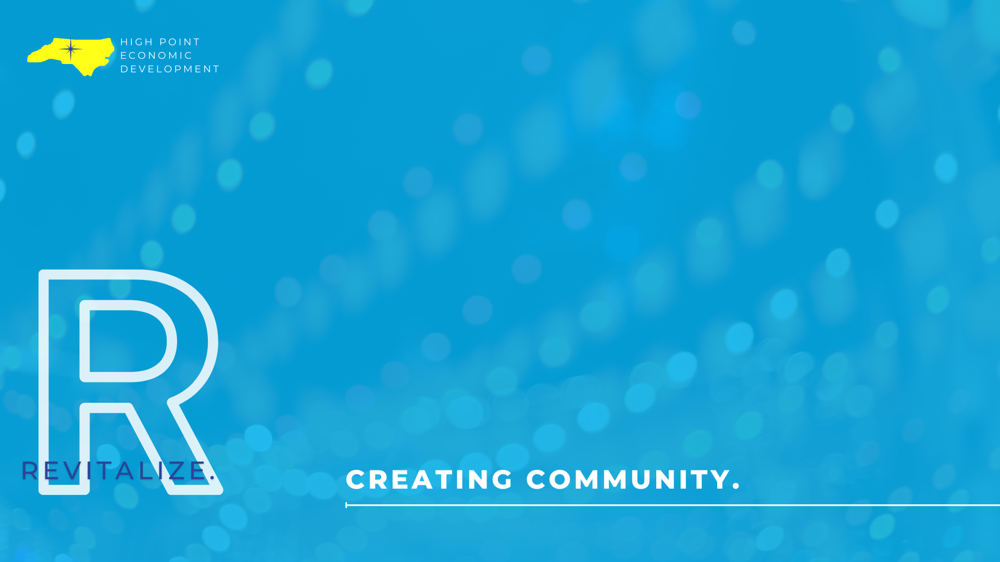 HIGH POINT
ECONOMIC
DEVELOPMENT
R
REVITALIZE.
CREATING COMMUNITY.